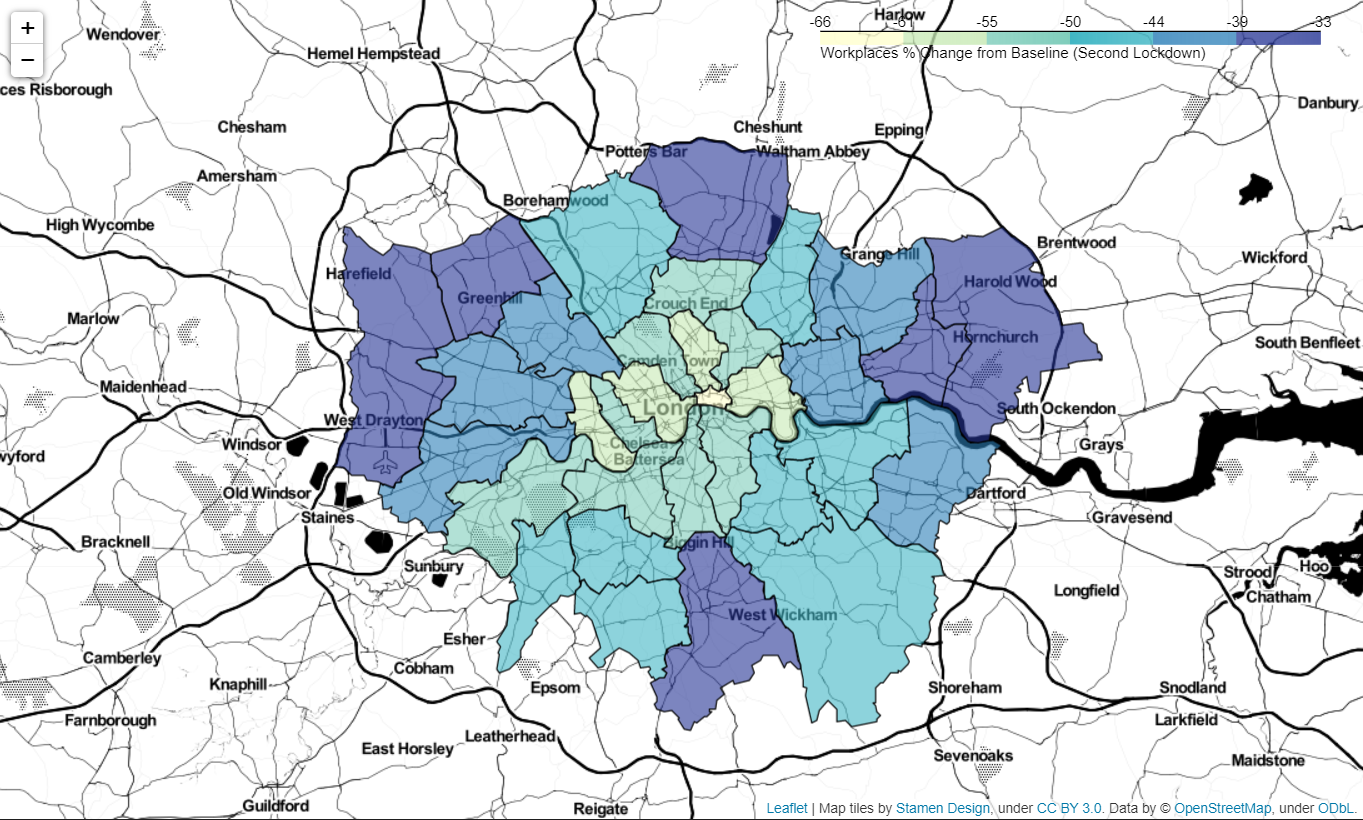 +
−
-66 -61 -55 -50 -44 -39 -33
Workplaces % Change from Baseline (Second Lockdown)
Harlow
Wendover
Hemel Hempstead
ces Risborough
Danbury
Chesham
Cheshunt
Epping
Potters Bar
Waltham Abbey
Amersham
Borehamwood
High Wycombe
Brentwood
Grange Hill
Wickford
Harefield
Harold Wood
Greenhill
Crouch End
Marlow
Hornchurch
South Benfleet
Camden Town
Maidenhead
London
South Ockendon
West Drayton
Windsor
Chelsea
Grays
wyford
Battersea
Old Windsor
Dartford
Staines
Gravesend
Bracknell
Biggin Hill
Sunbury
Hoo
Strood
Longfield
Chatham
West Wickham
Esher
Camberley
Cobham
Knaphill
Epsom
Shoreham
Snodland
Farnborough
Larkfield
Leatherhead
East Horsley
Sevenoaks
Maidstone
Guildford
Reigate
Leaflet | Map tiles by Stamen Design, under CC BY 3.0. Data by © OpenStreetMap, under ODbL.